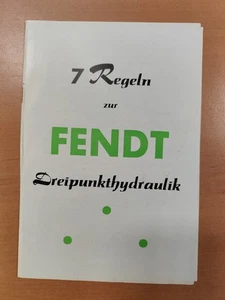 7 Regeln
zur
FENDT
Dreipunkthydraulik